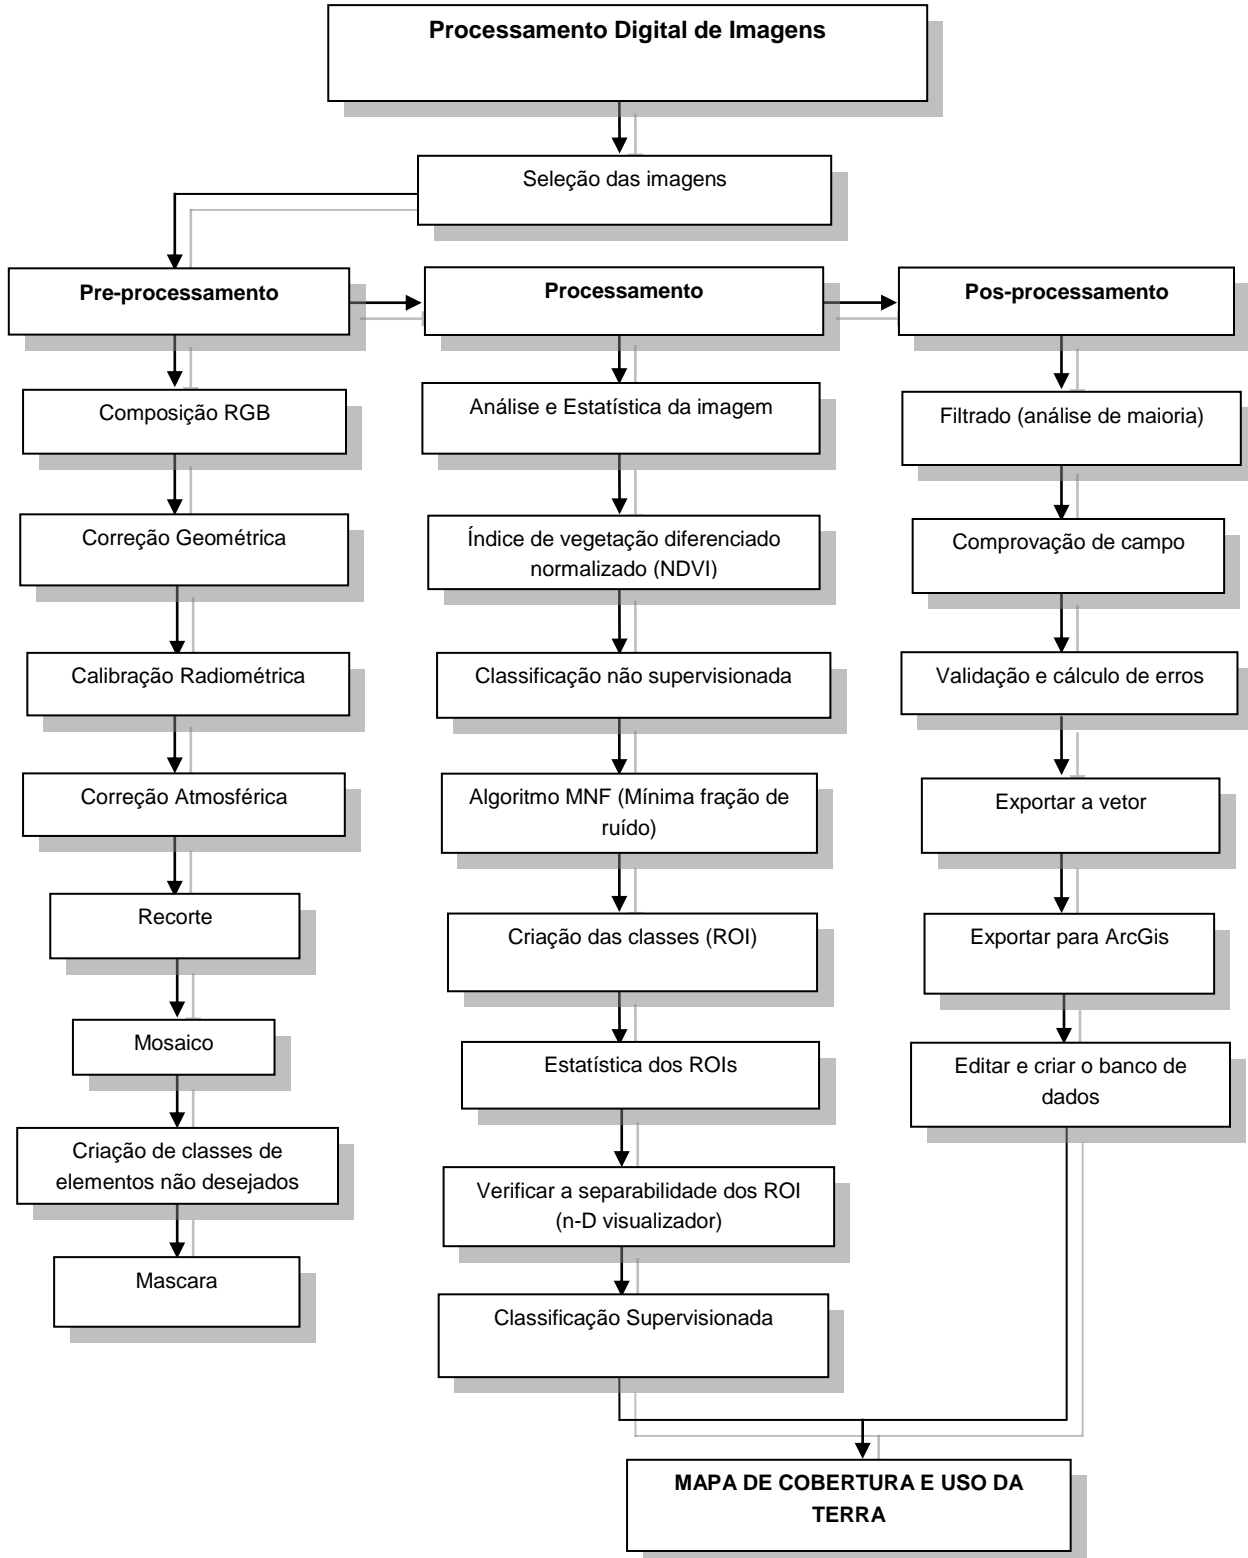 Processamento Digital de Imagens
Seleção das imagens
Pre-processamento
Processamento
Pos-processamento
Composição RGB
Correção Geométrica
Calibração Radiométrica
Correção Atmosférica
Recorte
Mosaico
Criação de classes de
elementos não desejados
Mascara
Análise e Estatística da imagem
Índice de vegetação diferenciado
normalizado (NDVI)
Classificação não supervisionada
Algoritmo MNF (Mínima fração de
ruído)
Criação das classes (ROI)
Estatística dos ROIs
Verificar a separabilidade dos ROI
(n-D visualizador)
Classificação Supervisionada
Filtrado (análise de maioria)
Comprovação de campo
Validação e cálculo de erros
Exportar a vetor
Exportar para ArcGis
Editar e criar o banco de
dados
MAPA DE COBERTURA E USO DA
TERRA